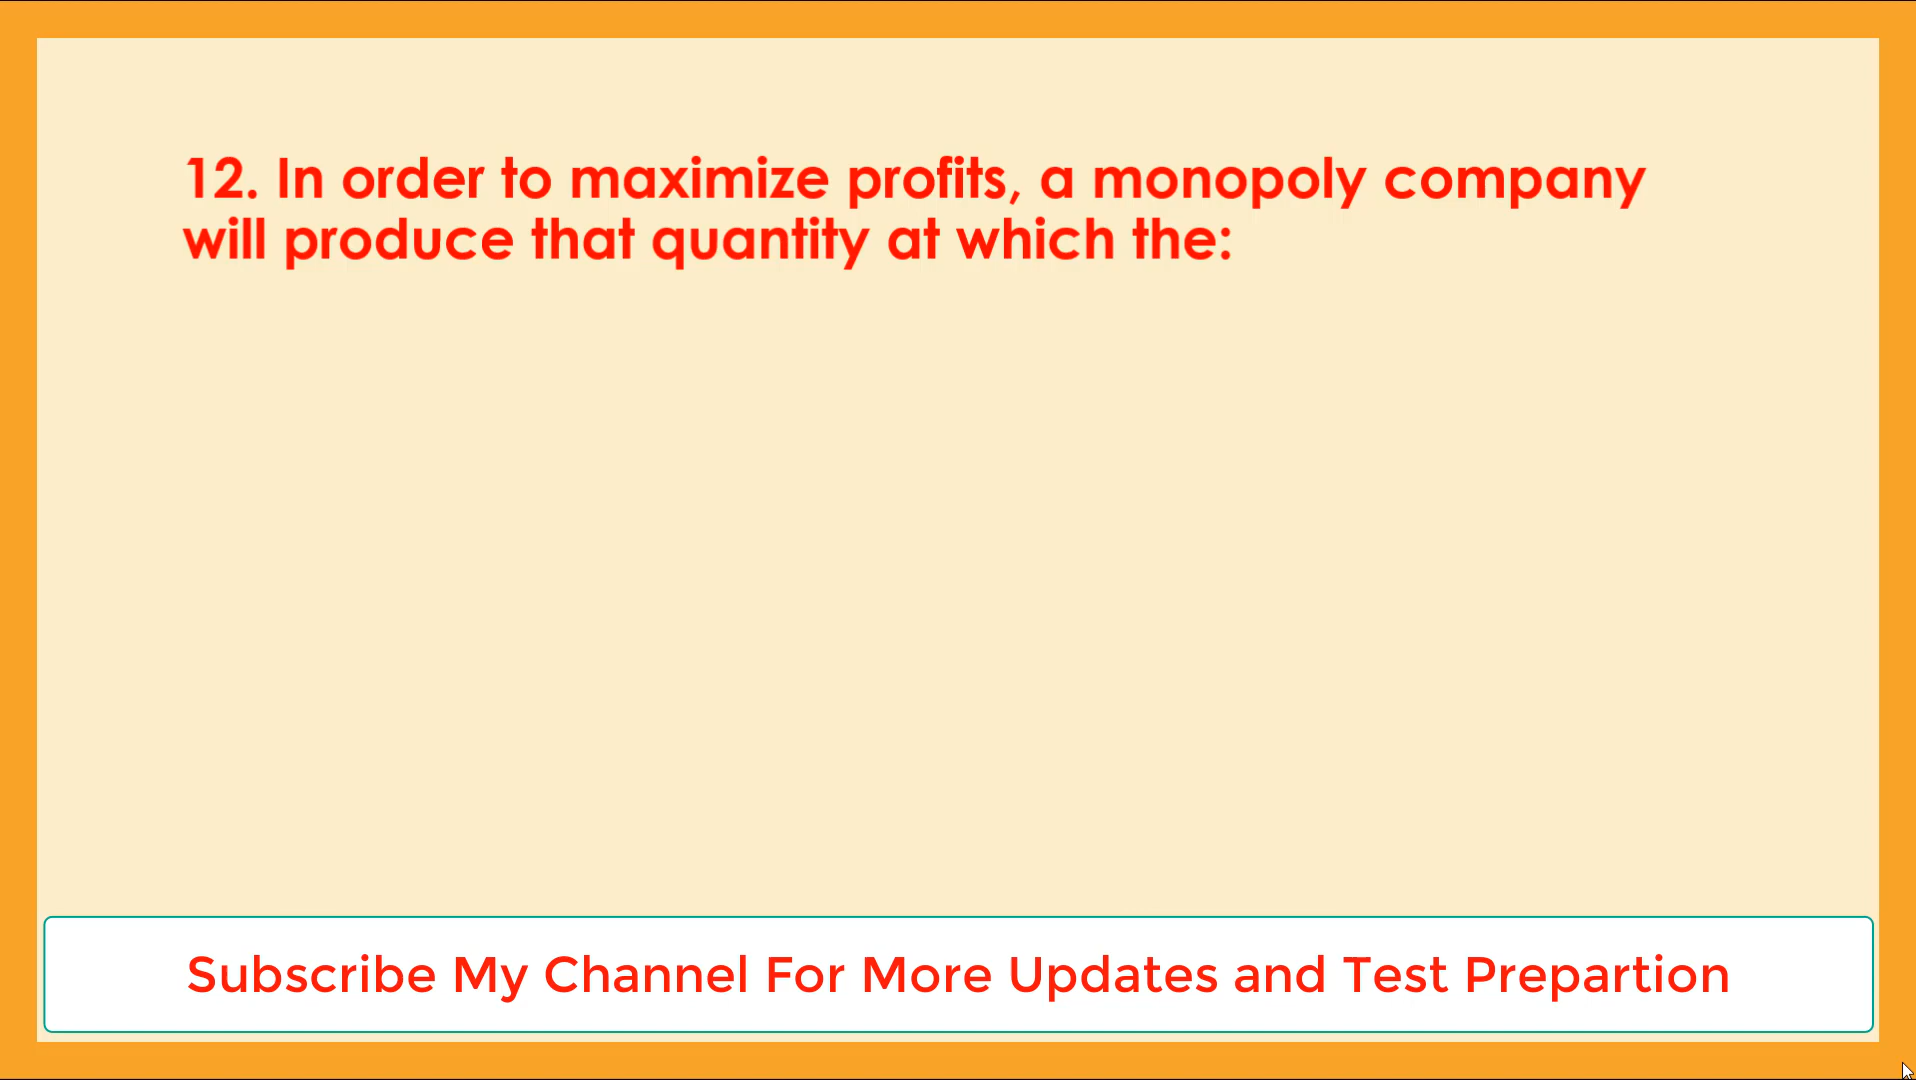 12. In order to maximize profits, a monopoly company
will produce that quantity at which the:
Subscribe My Channel For More Updates and Test Prepartion